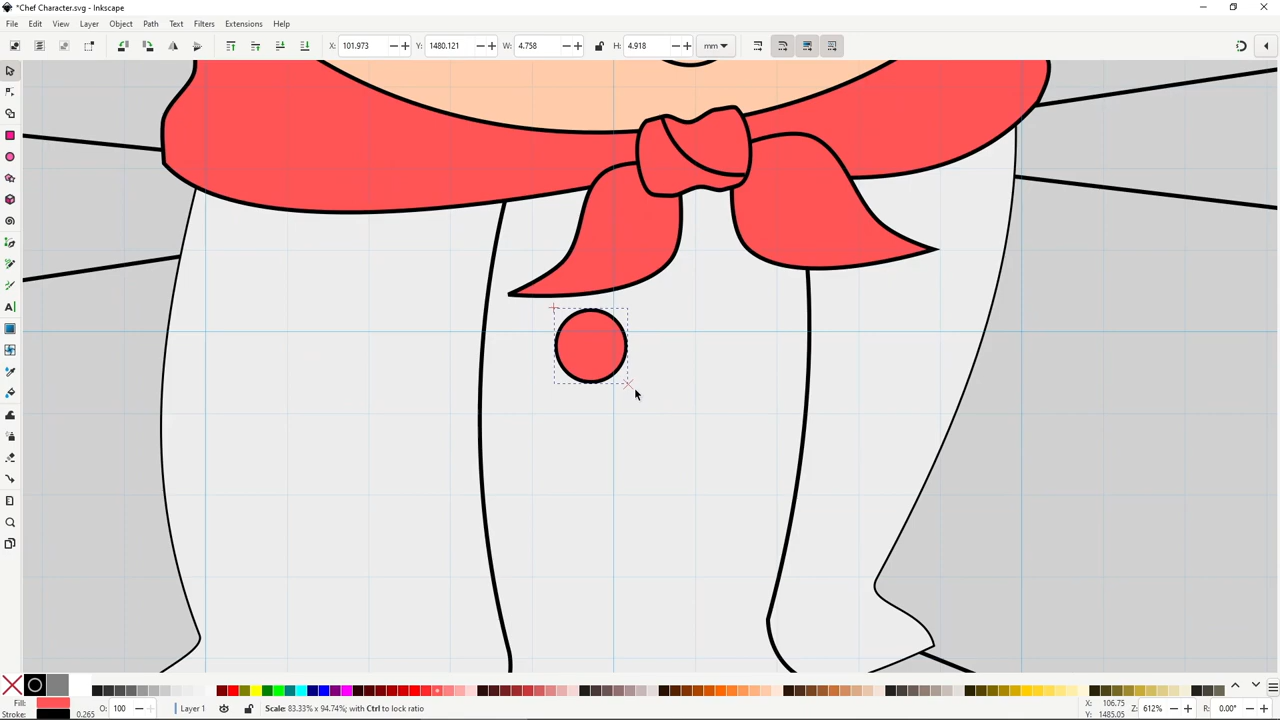 *Chef Character.svg - Inkscape
File Edit View Layer Object Path Text Filters Extensions Help
X: 101.973 Y: 1480.121 W: 4.758 H: 4.918 mm
Fill: O: 100 Layer 1 Scale: 83.33% x 94.74%; with Ctrl to lock ratio X: 106.75 Z: 612% R: 0.00°
Stroke: 0.265 Y: 1485.05